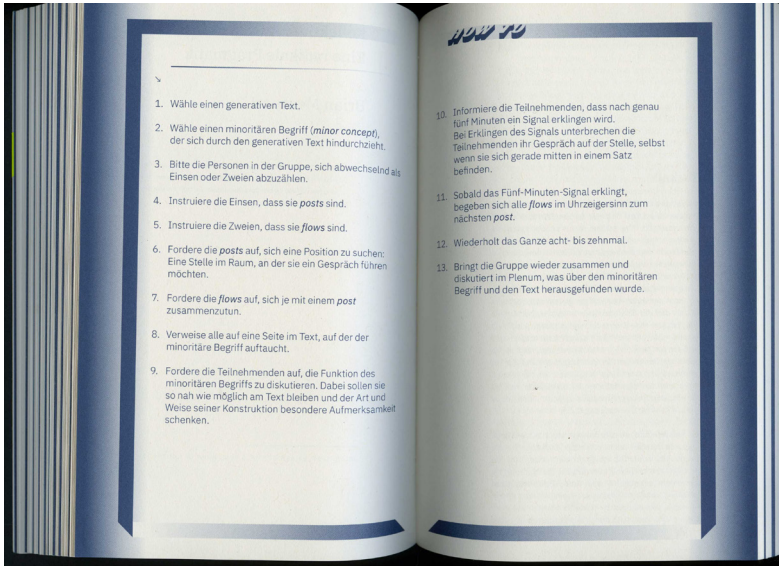 1. Wähle einen generativen Text.
2. Wähle einen minoritären Begriff (minor concept),
der sich durch den generativen Text hindurchzieht.
3. Bitte die Personen in der Gruppe, sich abwechselnd als
Einsen oder Zweien abzuzählen.
4. Instruiere die Einsen, dass sie posts sind.
5. Instruiere die Zweien, dass sie flows sind.
6. Fordere die posts auf, sich eine Position zu suchen:
Eine Stelle im Raum, an der sie ein Gespräch führen
möchten.
7. Fordere die flows auf, sich je mit einem post
zusammenzutun.
8. Verweise alle auf eine Seite im Text, auf der der
minoritäre Begriff auftaucht.
9. Fordere die Teilnehmenden auf, die Funktion des
minoritären Begriffs zu diskutieren. Dabei sollen sie
so nah wie möglich am Text bleiben und der Art und
Weise seiner Konstruktion besondere Aufmerksamkeit
schenken.
HOW TO
10. Informiere die Teilnehmenden, dass nach genau
fünf Minuten ein Signal erklingen wird.
Bei Erklingen des Signals unterbrechen die
Teilnehmenden ihr Gespräch auf der Stelle, selbst
wenn sie sich gerade mitten in einem Satz
befinden.
11. Sobald das Fünf-Minuten-Signal erklingt,
begeben sich alle flows im Uhrzeigersinn zum
nächsten post.
12. Wiederholt das Ganze acht- bis zehnmal.
13. Bringt die Gruppe wieder zusammen und
diskutiert im Plenum, was über den minoritären
Begriff und den Text herausgefunden wurde.